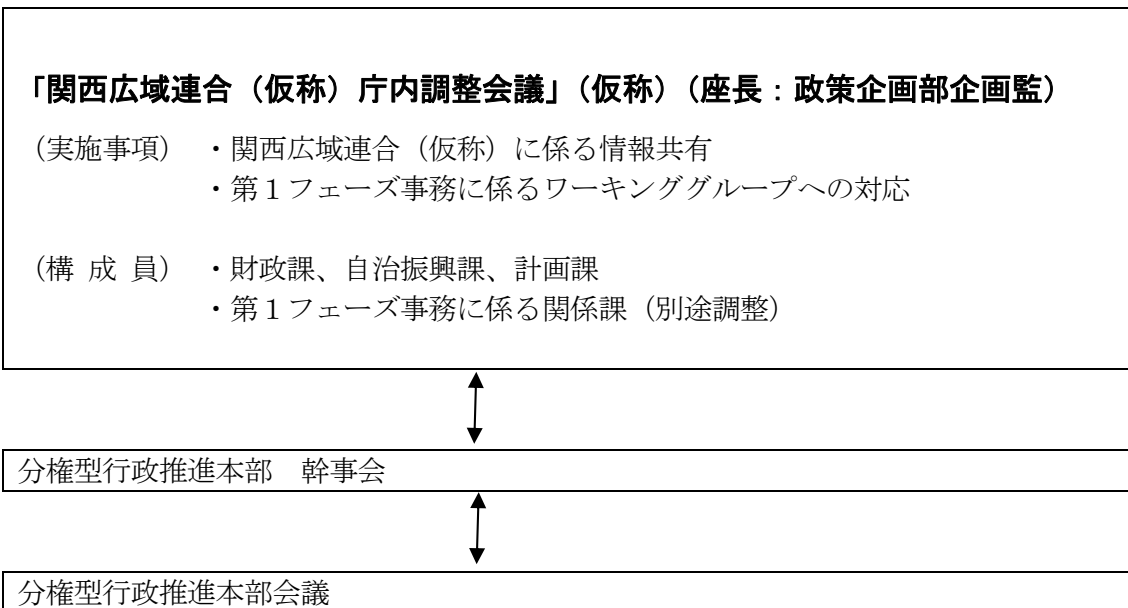 「関西広域連合（仮称）庁内調整会議」（仮称）（座長：政策企画部企画監）
（実施事項）　・関西広域連合（仮称）に係る情報共有
・第１フェーズ事務に係るワーキンググループへの対応
（構 成 員）　・財政課、自治振興課、計画課
・第１フェーズ事務に係る関係課（別途調整）
分権型行政推進本部　幹事会
分権型行政推進本部会議